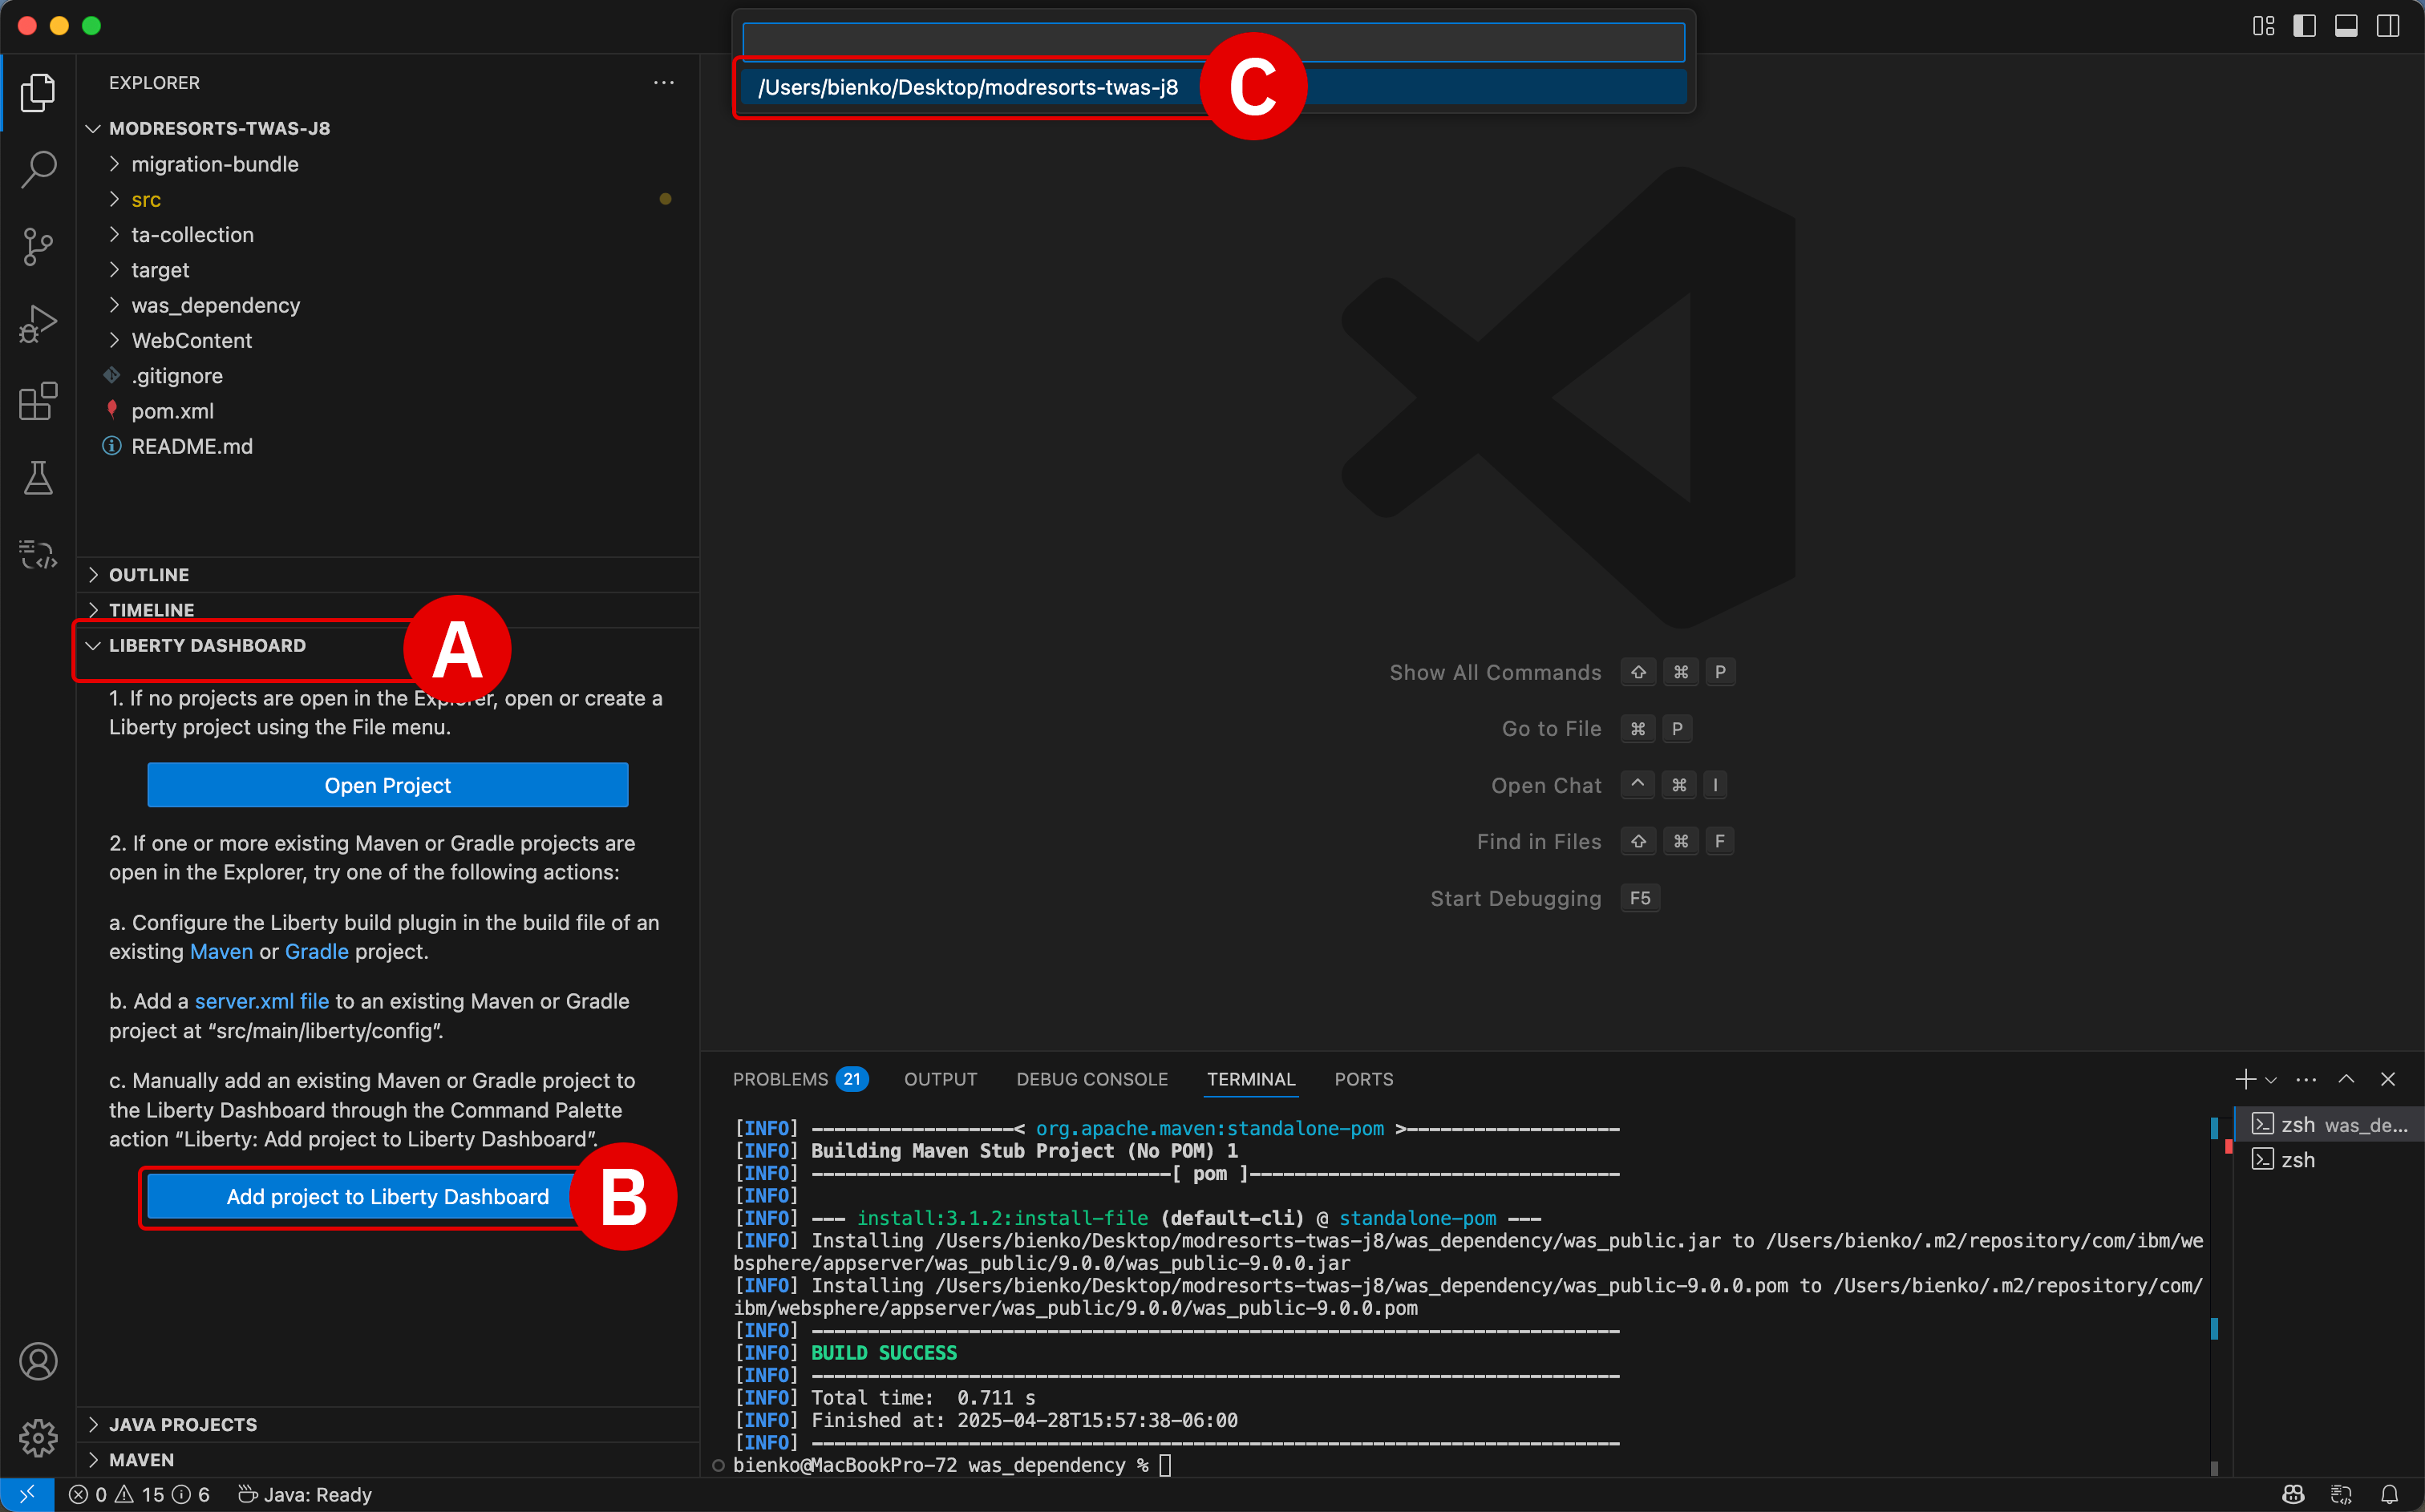 /Users/bienko/Desktop/modresorts-twas-j8
C
EXPLORER
MODRESORTS-TWAS-J8
migration-bundle
src
ta-collection
target
was_dependency
WebContent
.gitignore
pom.xml
README.md
OUTLINE
TIMELINE
LIBERTY DASHBOARD
A
1. If no projects are open in the Explorer, open or create a
Liberty project using the File menu.
Open Project
2. If one or more existing Maven or Gradle projects are
open in the Explorer, try one of the following actions:
a. Configure the Liberty build plugin in the build file of an
existing Maven or Gradle project.
b. Add a server.xml file to an existing Maven or Gradle
project at “src/main/liberty/config”.
c. Manually add an existing Maven or Gradle project to
the Liberty Dashboard through the Command Palette
action “Liberty: Add project to Liberty Dashboard”.
Add project to Liberty Dashboard
B
JAVA PROJECTS
MAVEN
Show All Commands ⇧ ⌘ P
Go to File ⌘ P
Open Chat ^ ⌘ I
Find in Files ⇧ ⌘ F
Start Debugging F5
PROBLEMS 21 OUTPUT DEBUG CONSOLE TERMINAL PORTS
[INFO] ------------------< org.apache.maven:standalone-pom >-------------------
[INFO] Building Maven Stub Project (No POM) 1
[INFO] --------------------------------[ pom ]---------------------------------
[INFO]
[INFO] --- install:3.1.2:install-file (default-cli) @ standalone-pom ---
[INFO] Installing /Users/bienko/Desktop/modresorts-twas-j8/was_dependency/was_public.jar to /Users/bienko/.m2/repository/com/ibm/we
bsphere/appserver/was_public/9.0.0/was_public-9.0.0.jar
[INFO] Installing /Users/bienko/Desktop/modresorts-twas-j8/was_dependency/was_public-9.0.0.pom to /Users/bienko/.m2/repository/com/
ibm/websphere/appserver/was_public/9.0.0/was_public-9.0.0.pom
[INFO] ------------------------------------------------------------------------
[INFO] BUILD SUCCESS
[INFO] ------------------------------------------------------------------------
[INFO] Total time:  0.711 s
[INFO] Finished at: 2025-04-28T15:57:38-06:00
[INFO] ------------------------------------------------------------------------
bienko@MacBookPro-72 was_dependency %
zsh was_de...
zsh
0 15 6 Java: Ready